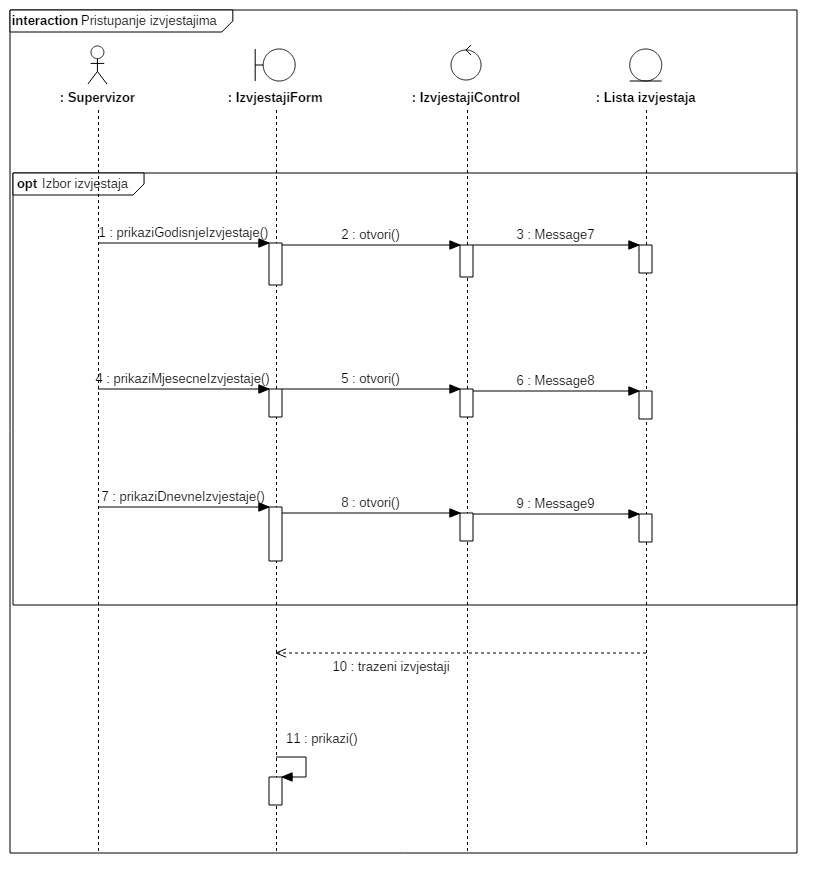 interaction Pristupanje izvjestajima
: Supervizor
: IzvjestajiForm
: IzvjestajiControl
: Lista izvjestaja
opt Izbor izvjestaja
1 : prikaziGodisnjeIzvjestaje()
2 : otvori()
3 : Message7
4 : prikaziMjesecneIzvjestaje()
5 : otvori()
6 : Message8
7 : prikaziDnevneIzvjestaje()
8 : otvori()
9 : Message9
10 : trazeni izvjestaji
11 : prikazi()